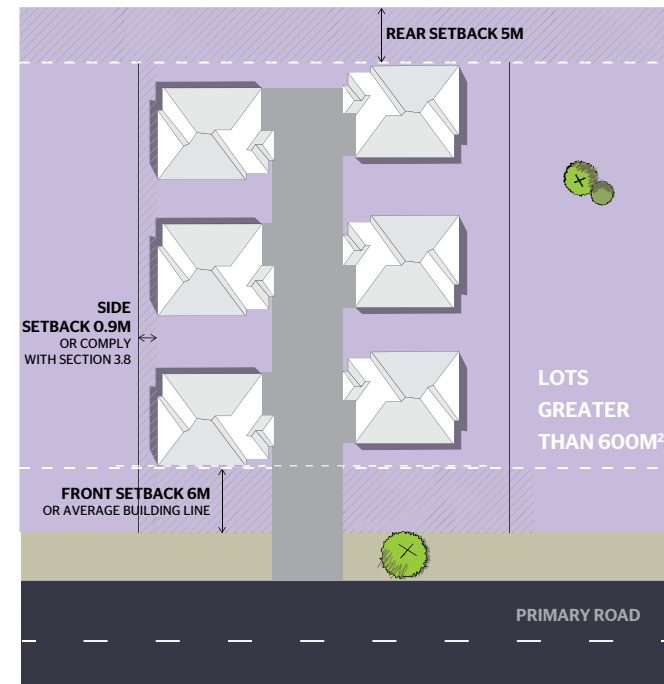 REAR SETBACK 5M
SIDE
SETBACK 0.9M
OR COMPLY
WITH SECTION 3.8
LOTS
GREATER
THAN 600M²
FRONT SETBACK 6M
OR AVERAGE BUILDING LINE
PRIMARY ROAD